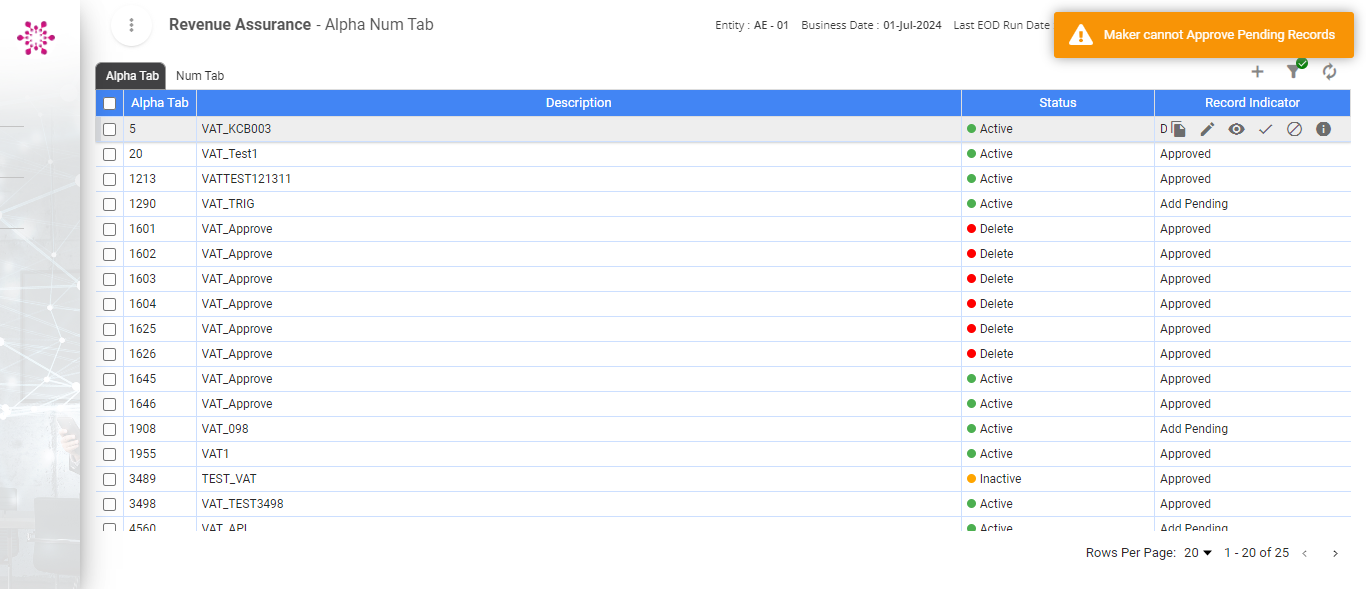 Revenue Assurance - Alpha Num Tab
Entity : AE - 01 Business Date : 01-Jul-2024 Last EOD Run Date
Maker cannot Approve Pending Records
Alpha Tab Num Tab
Alpha Tab Description Status Record Indicator
5 VAT_KCB003 Active D
20 VAT_Test1 Active Approved
1213 VATTEST121311 Active Approved
1290 VAT_TRIG Active Add Pending
1601 VAT_Approve Delete Approved
1602 VAT_Approve Delete Approved
1603 VAT_Approve Delete Approved
1604 VAT_Approve Delete Approved
1625 VAT_Approve Delete Approved
1626 VAT_Approve Delete Approved
1645 VAT_Approve Active Approved
1646 VAT_Approve Active Approved
1908 VAT_098 Active Add Pending
1955 VAT1 Active Approved
3489 TEST_VAT Inactive Approved
3498 VAT_TEST3498 Active Approved
4560 VAT_API Active Add Pending
Rows Per Page: 20 1 - 20 of 25